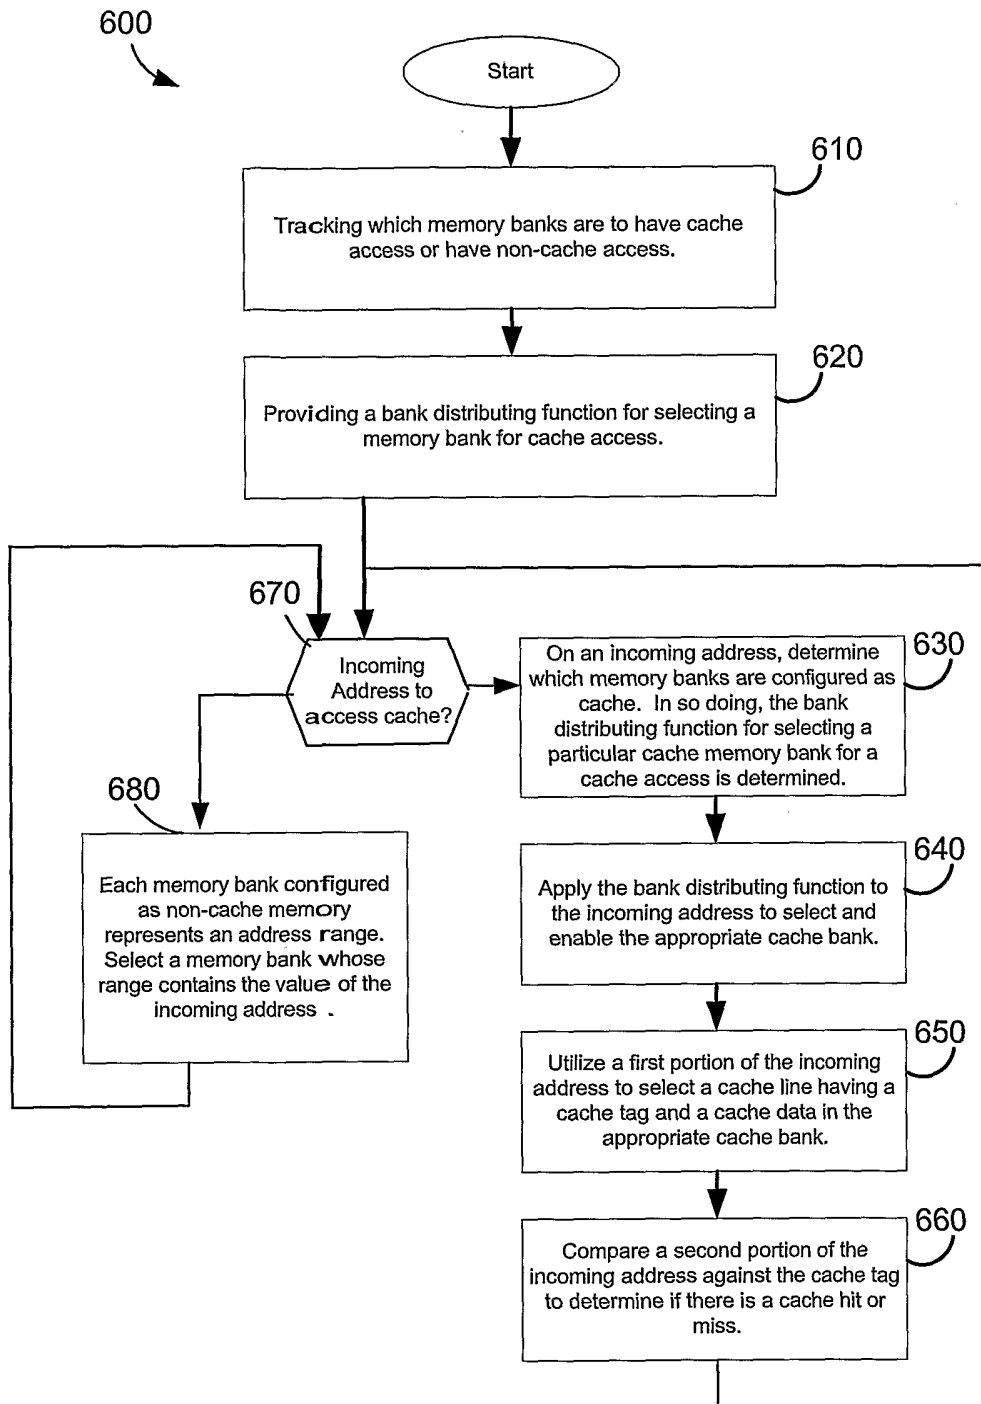 600
Start
610
Tracking which memory banks are to have cache
access or have non-cache access.
620
Providing a bank distributing function for selecting a
memory bank for cache access.
670
Incoming
Address to
access cache?
630
On an incoming address, determine
which memory banks are configured as
cache. In so doing, the bank
distributing function for selecting a
particular cache memory bank for a
cache access is determined.
680
Each memory bank configured
as non-cache memory
represents an address range.
Select a memory bank whose
range contains the value of the
incoming address .
640
Apply the bank distributing function to
the incoming address to select and
enable the appropriate cache bank.
650
Utilize a first portion of the incoming
address to select a cache line having a
cache tag and a cache data in the
appropriate cache bank.
660
Compare a second portion of the
incoming address against the cache tag
to determine if there is a cache hit or
miss.